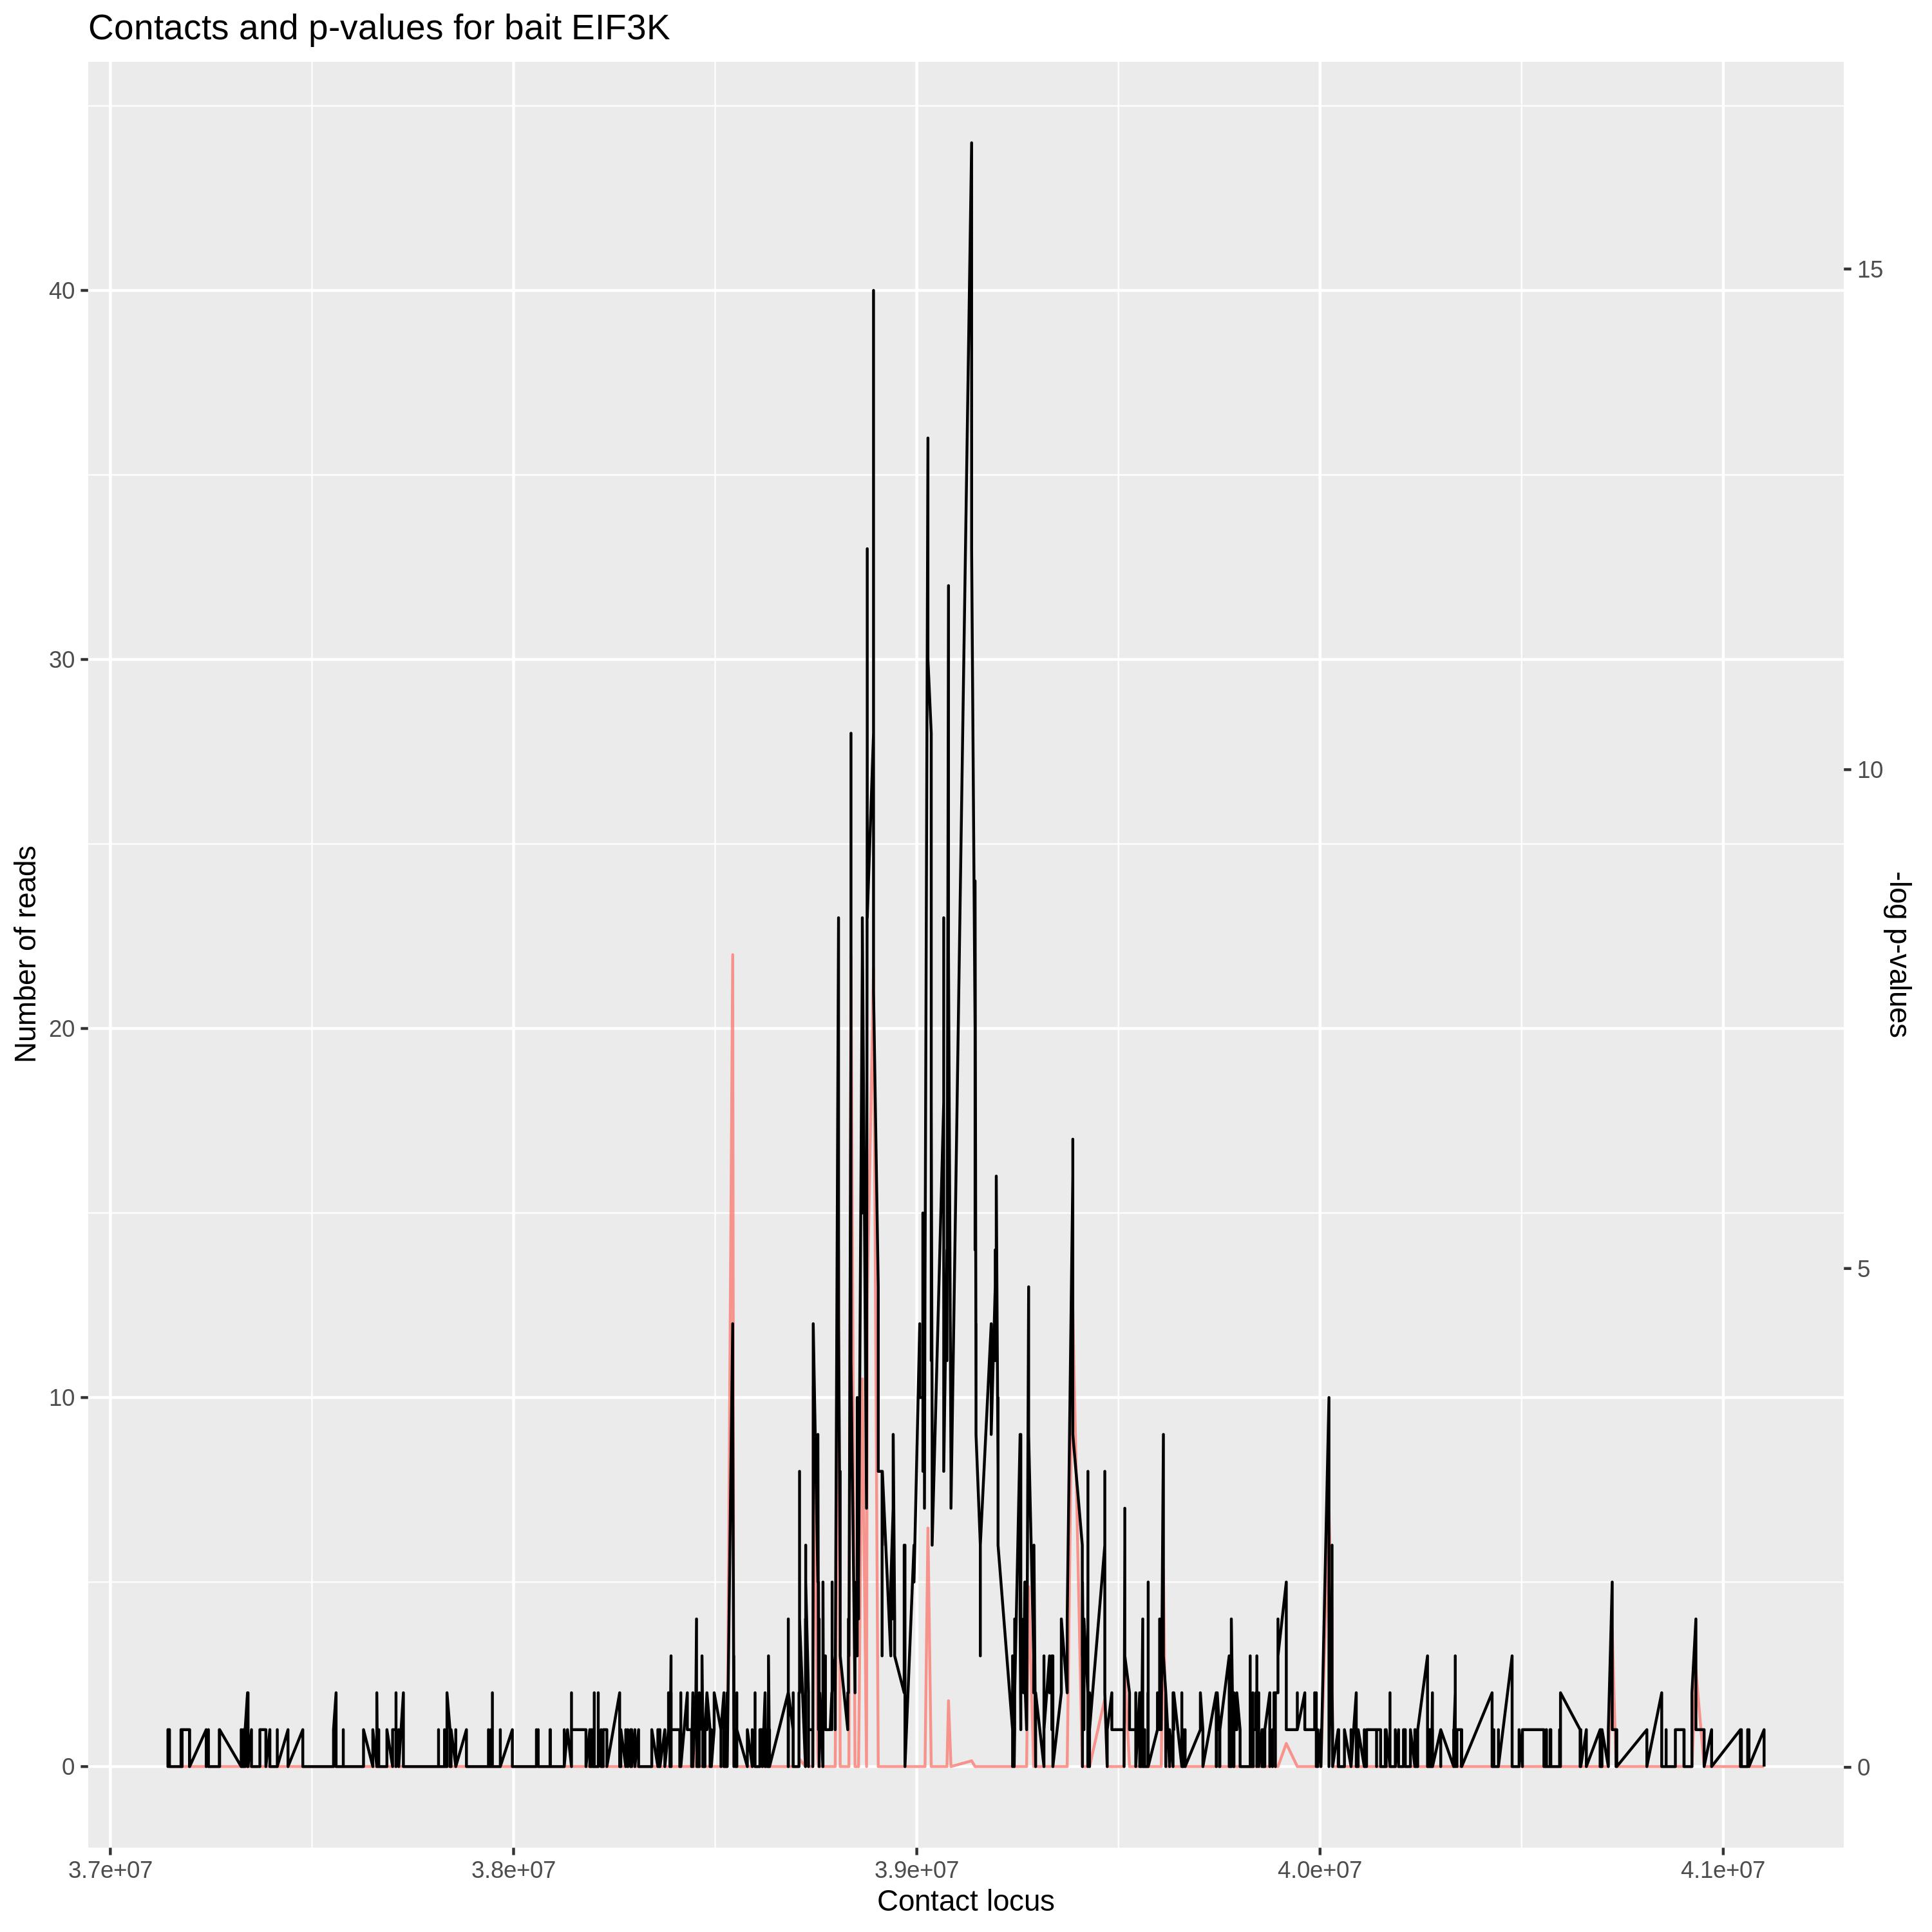 Contacts and p-values for bait EIF3K
40
30
20
10
0
Number of reads
15
10
5
0
-log p-values
3.7e+07 3.8e+07 3.9e+07 4.0e+07 4.1e+07
Contact locus